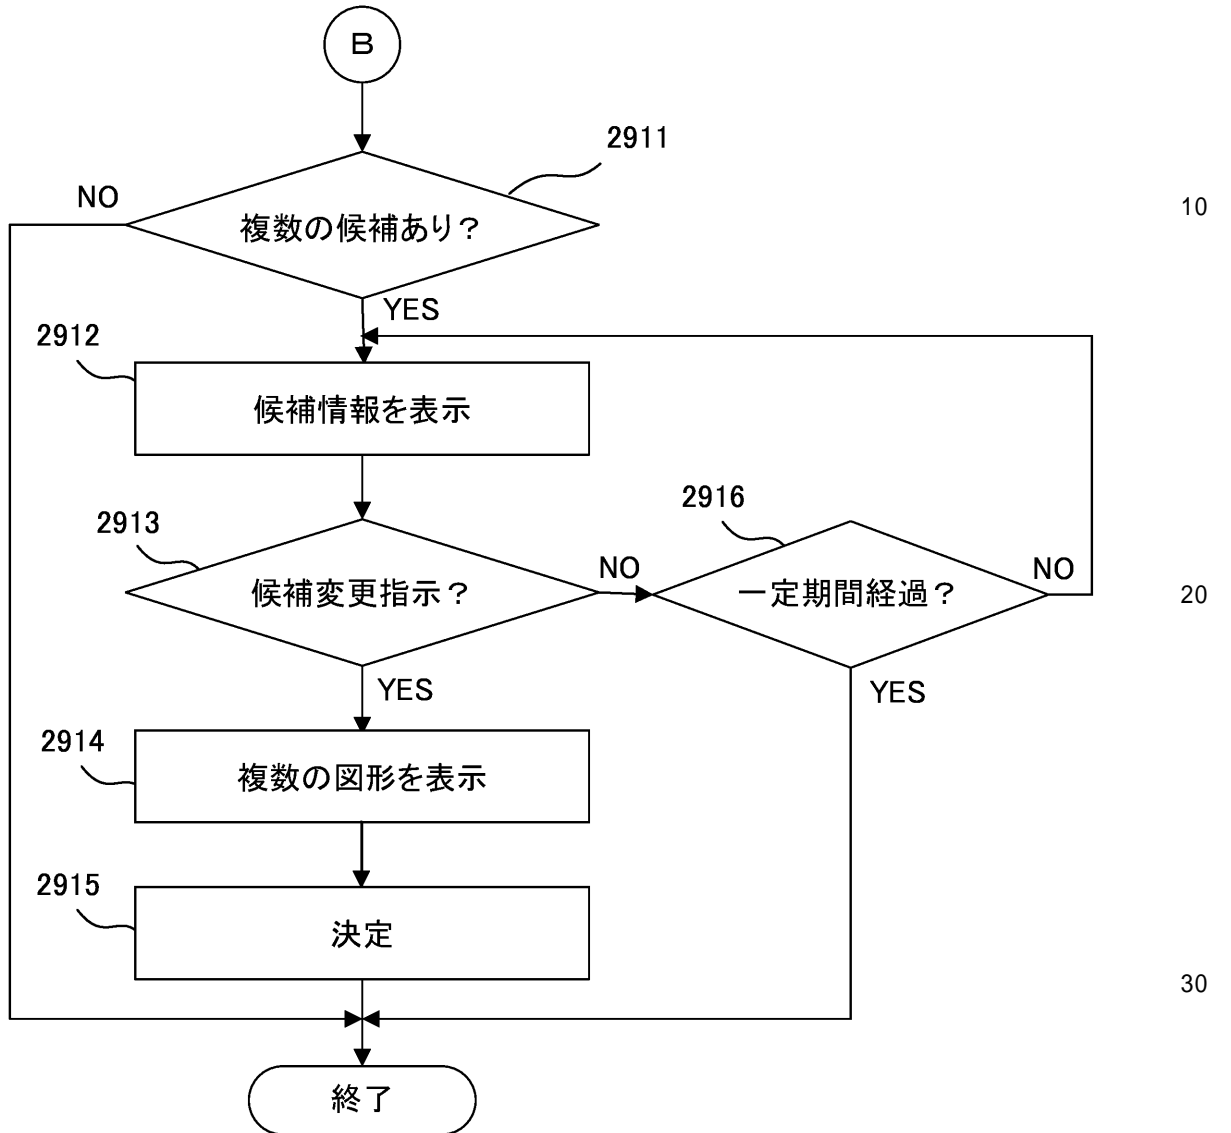 B
2911
NO
10
複数の候補あり？
YES
2912
候補情報を表示
2916
2913
NO
NO
候補変更指示？
一定期間経過？
20
YES
YES
2914
複数の図形を表示
2915
決定
30
終了